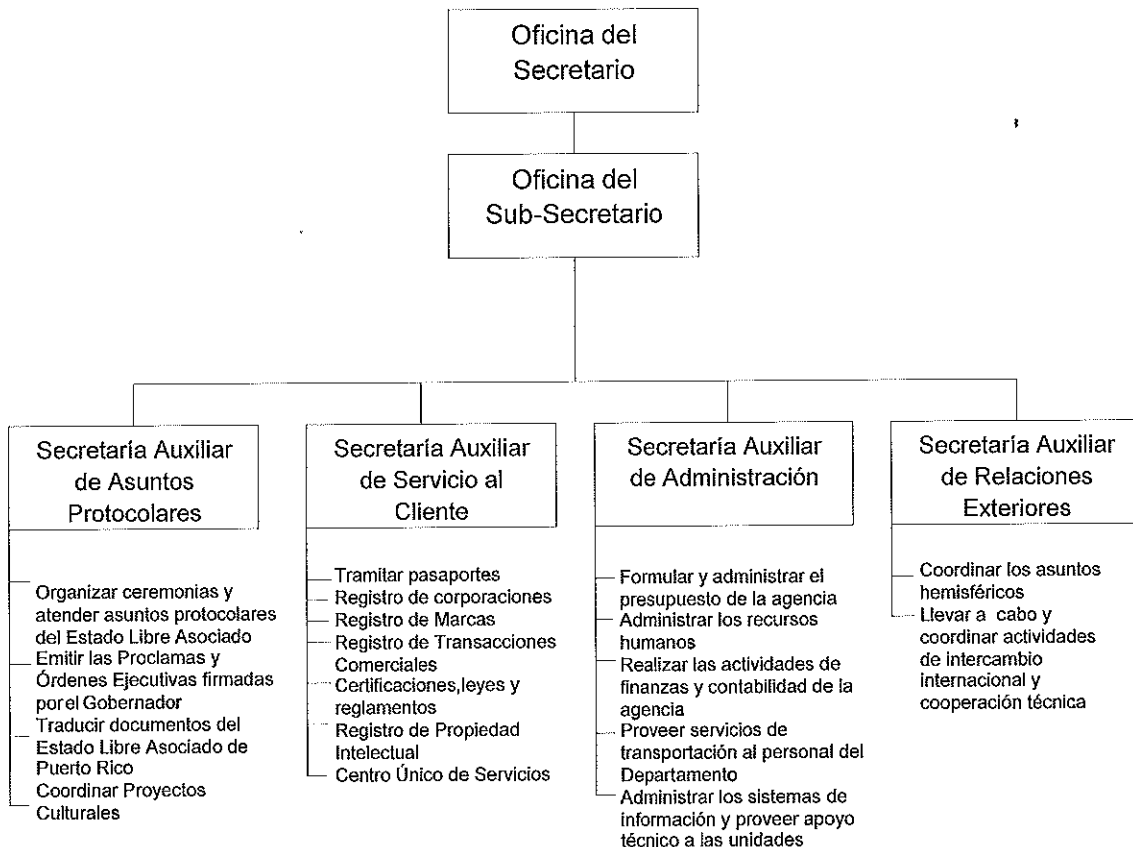 Oficina del
Secretario
Oficina del
Sub-Secretario
Secretaría Auxiliar
de Asuntos
Protocolares
Organizar ceremonias y
atender asuntos protocolares
del Estado Libre Asociado
Emitir las Proclamas y
Órdenes Ejecutivas firmadas
por el Gobernador
Traducir documentos del
Estado Libre Asociado de
Puerto Rico
Coordinar Proyectos
Culturales
Secretaría Auxiliar
de Servicio al
Cliente
Tramitar pasaportes
Registro de corporaciones
Registro de Marcas
Registro de Transacciones
Comerciales
Certificaciones,leyes y
reglamentos
Registro de Propiedad
Intelectual
Centro Único de Servicios
Secretaría Auxiliar
de Administración
Formular y administrar el
presupuesto de la agencia
Administrar los recursos
humanos
Realizar las actividades de
finanzas y contabilidad de la
agencia
Proveer servicios de
transportación al personal del
Departamento
Administrar los sistemas de
información y proveer apoyo
técnico a las unidades
Secretaría Auxiliar
de Relaciones
Exteriores
Coordinar los asuntos
hemisféricos
Llevar a cabo y
coordinar actividades
de intercambio
internacional y
cooperación técnica